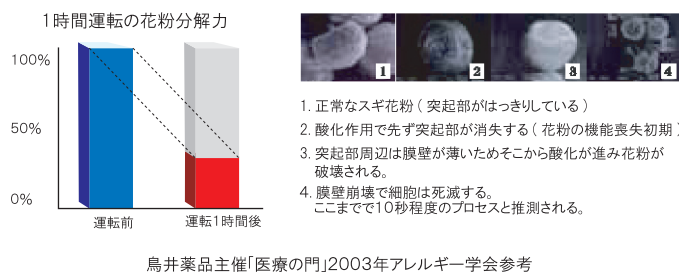 1時間運転の花粉分解力
100%
50%
0%
運転前
運転1時間後
1
2
3
4
1. 正常なスギ花粉（ 突起部がはっきりしている ）
2. 酸化作用で先ず突起部が消失する（ 花粉の機能喪失初期 ）
3. 突起部周辺は膜壁が薄いためそこから酸化が進み花粉が
破壊される。
4. 膜壁崩壊で細胞は死滅する。
ここまでで10秒程度のプロセスと推測される。
鳥井薬品主催「医療の門」2003年アレルギー学会参考